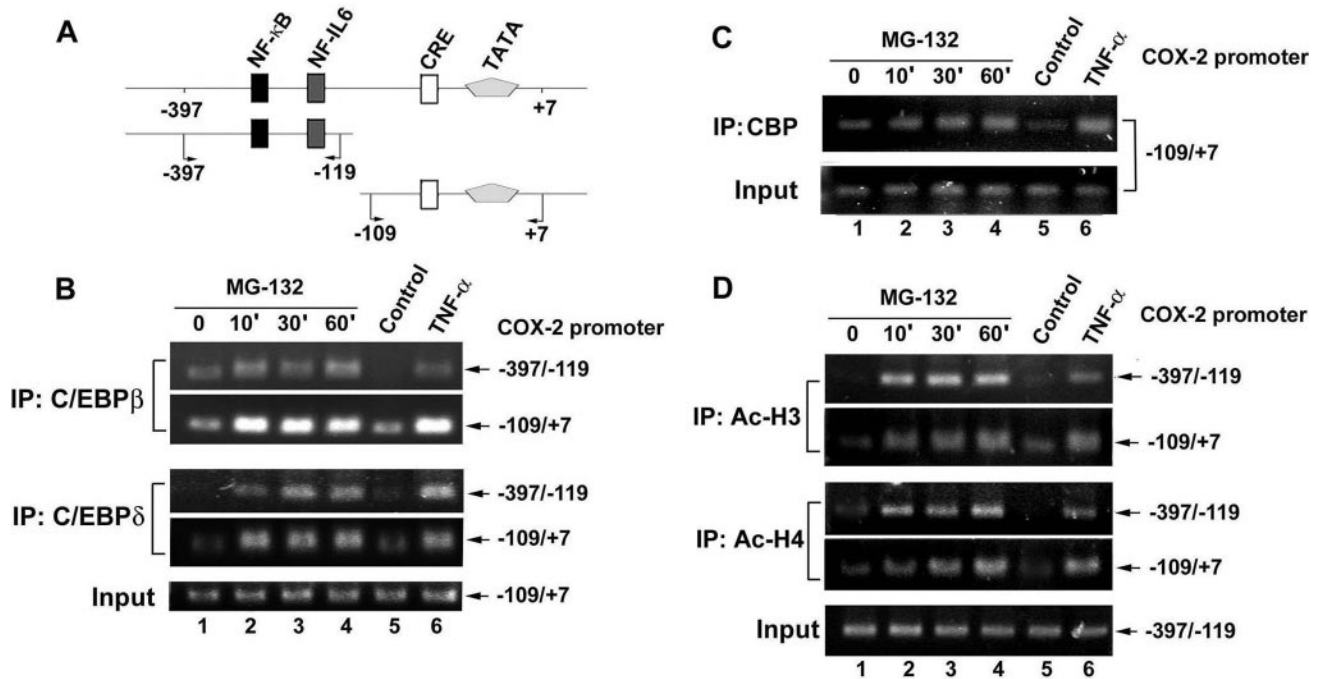 A
NF-κB
NF-IL6
CRE
TATA
-397
+7
-397
-119
-109
+7
B
MG-132
0 10' 30' 60' Control TNF-α
COX-2 promoter
IP: C/EBPβ
-397/-119
-109/+7
IP: C/EBPδ
-397/-119
-109/+7
Input
-109/+7
1 2 3 4 5 6
C
MG-132
0 10' 30' 60' Control TNF-α
COX-2 promoter
IP: CBP
-109/+7
Input
1 2 3 4 5 6
D
MG-132
0 10' 30' 60' Control TNF-α
COX-2 promoter
IP: Ac-H3
-397/-119
-109/+7
IP: Ac-H4
-397/-119
-109/+7
Input
-397/-119
1 2 3 4 5 6